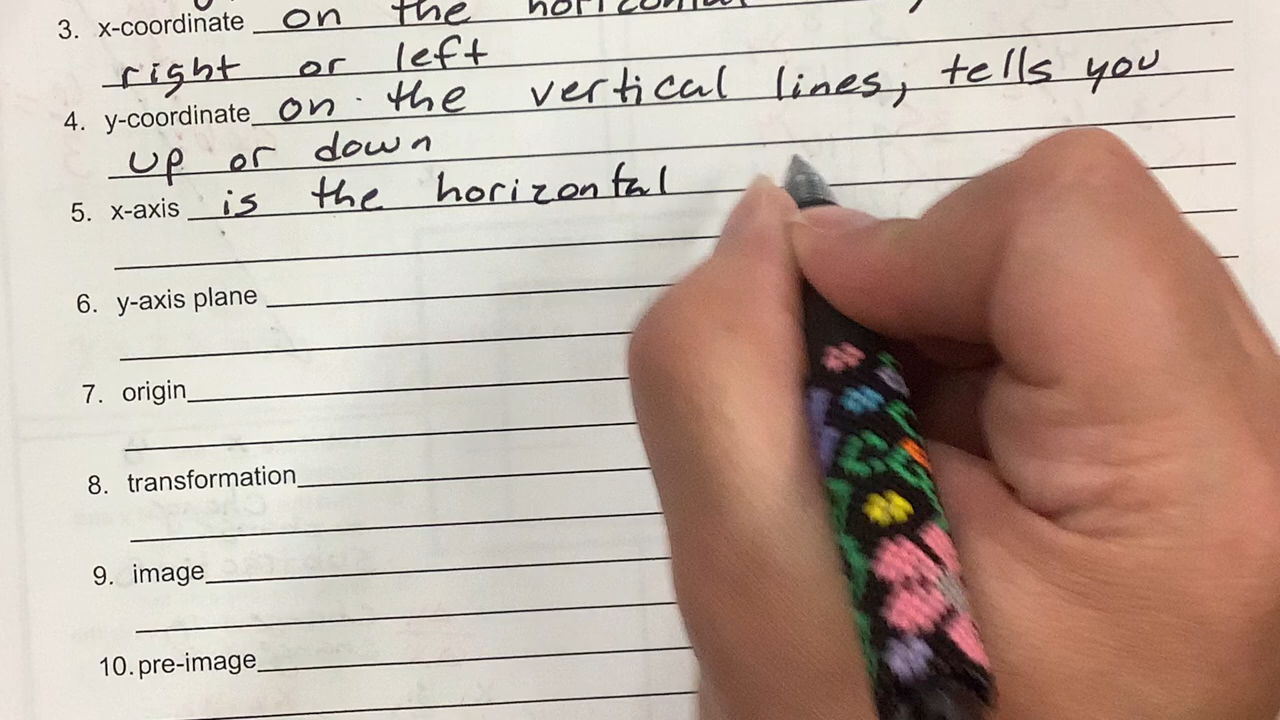 3. x-coordinate on the horizontal
right or left
4. y-coordinate on the vertical lines, tells you
up or down
5. x-axis is the horizontal
6. y-axis plane
7. origin
8. transformation
9. image
10. pre-image